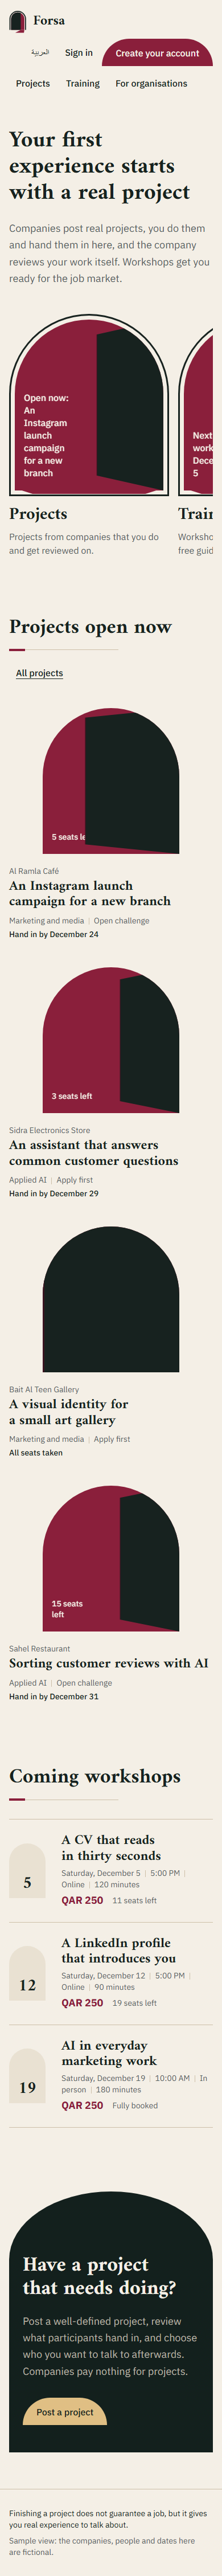 Forsa
العربية
Sign in
Create your account
Projects
Training
For organisations
Your first
experience starts
with a real project
Companies post real projects, you do them
and hand them in here, and the company
reviews your work itself. Workshops get you
ready for the job market.
Open now:
An
Instagram
launch
campaign
for a new
branch
Projects
Projects from companies that you do
and get reviewed on.
Next
work
Dece
5
Train
Worksho
free guid
Projects open now
All projects
5 seats le
Al Ramla Café
An Instagram launch
campaign for a new branch
Marketing and media | Open challenge
Hand in by December 24
3 seats left
Sidra Electronics Store
An assistant that answers
common customer questions
Applied AI | Apply first
Hand in by December 29
Bait Al Teen Gallery
A visual identity for
a small art gallery
Marketing and media | Apply first
All seats taken
15 seats
left
Sahel Restaurant
Sorting customer reviews with AI
Applied AI | Open challenge
Hand in by December 31
Coming workshops
5
A CV that reads
in thirty seconds
Saturday, December 5 | 5:00 PM |
Online | 120 minutes
QAR 250 11 seats left
12
A LinkedIn profile
that introduces you
Saturday, December 12 | 5:00 PM |
Online | 90 minutes
QAR 250 19 seats left
19
AI in everyday
marketing work
Saturday, December 19 | 10:00 AM | In
person | 180 minutes
QAR 250 Fully booked
Have a project
that needs doing?
Post a well-defined project, review
what participants hand in, and choose
who you want to talk to afterwards.
Companies pay nothing for projects.
Post a project
Finishing a project does not guarantee a job, but it gives
you real experience to talk about.
Sample view: the companies, people and dates here
are fictional.